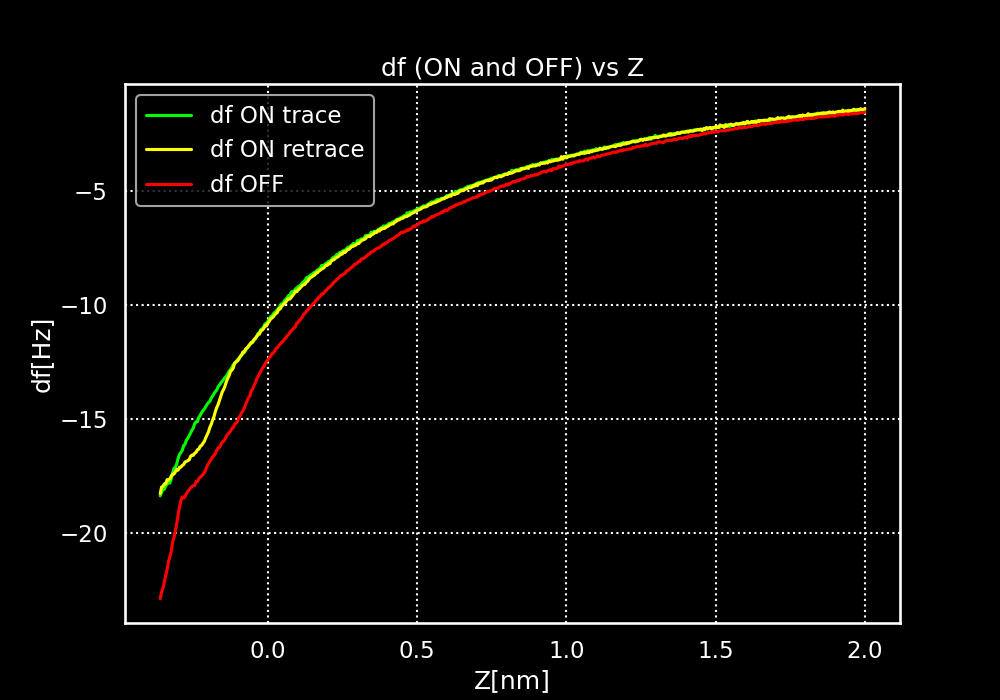 df (ON and OFF) vs Z
df ON trace
df ON retrace
df OFF
−5
−10
−15
−20
df[Hz]
0.0
0.5
1.0
1.5
2.0
Z[nm]